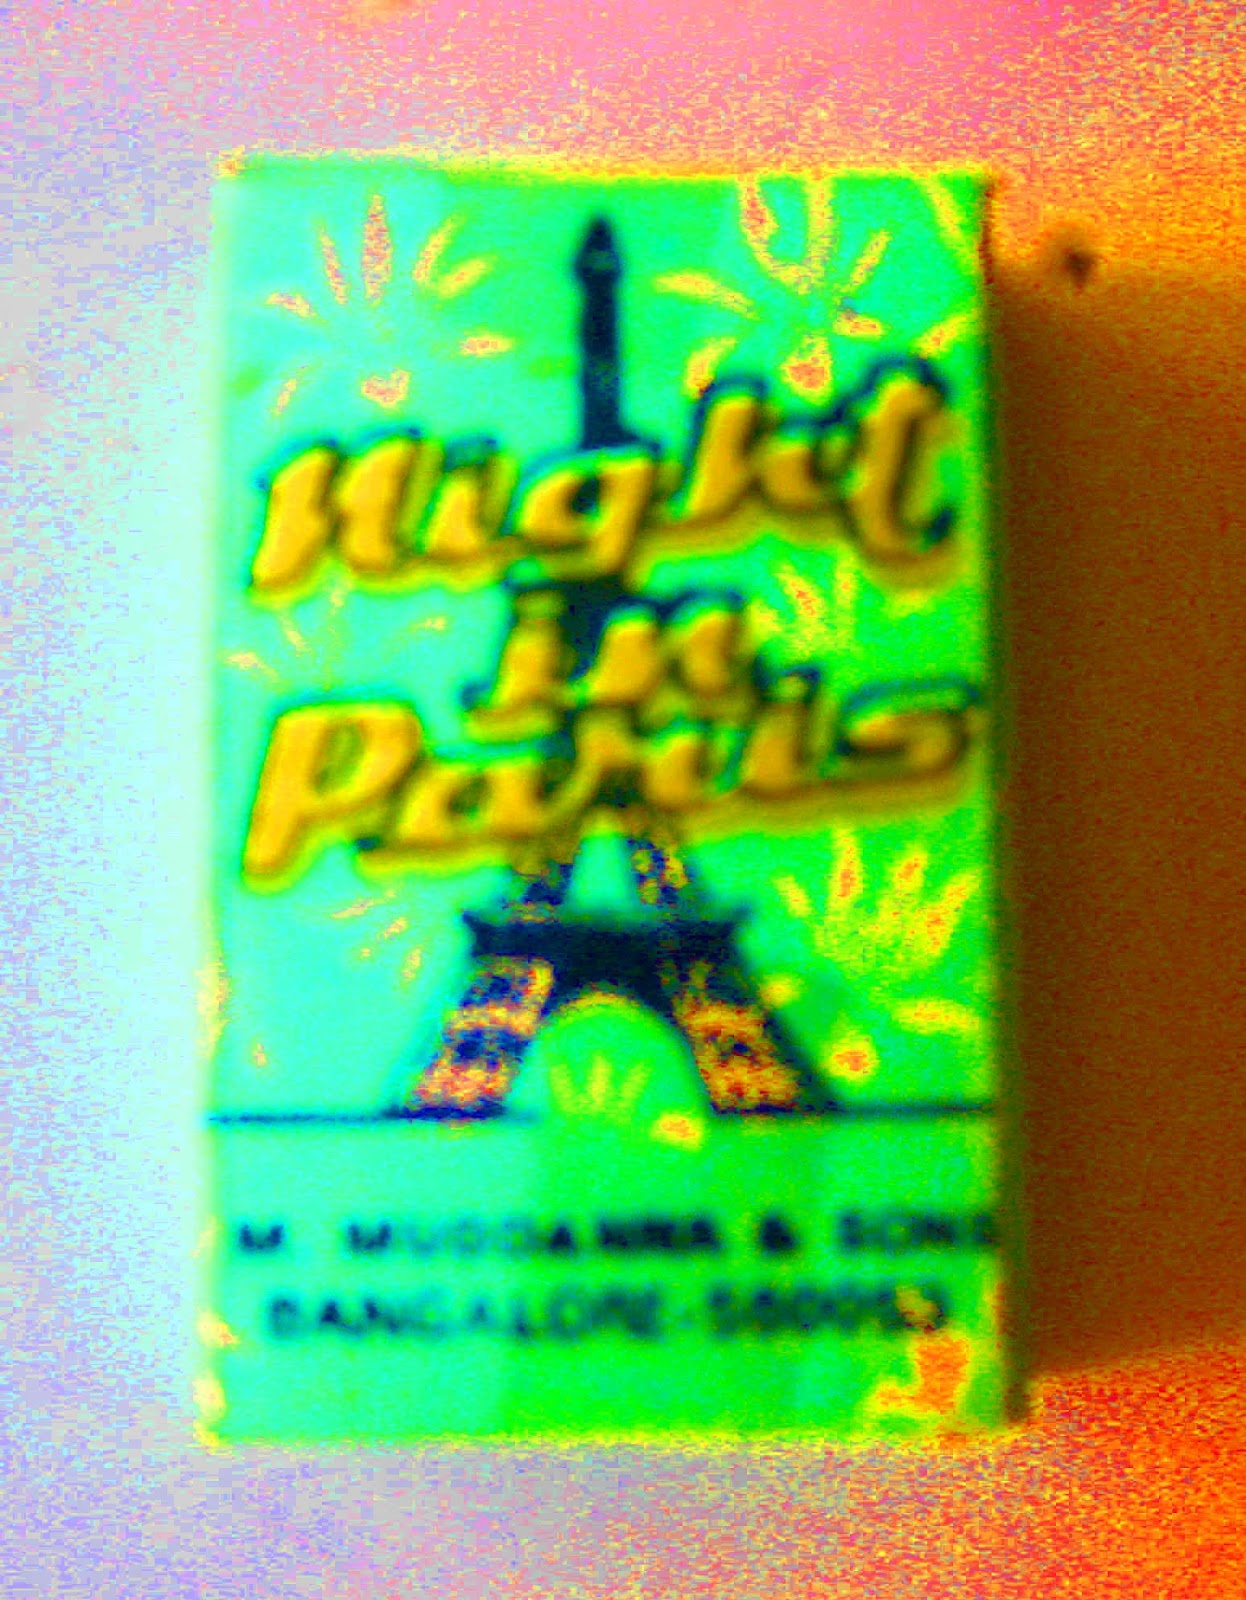 Night
in
Paris
M MUDDANNA & SONS
BANGALORE